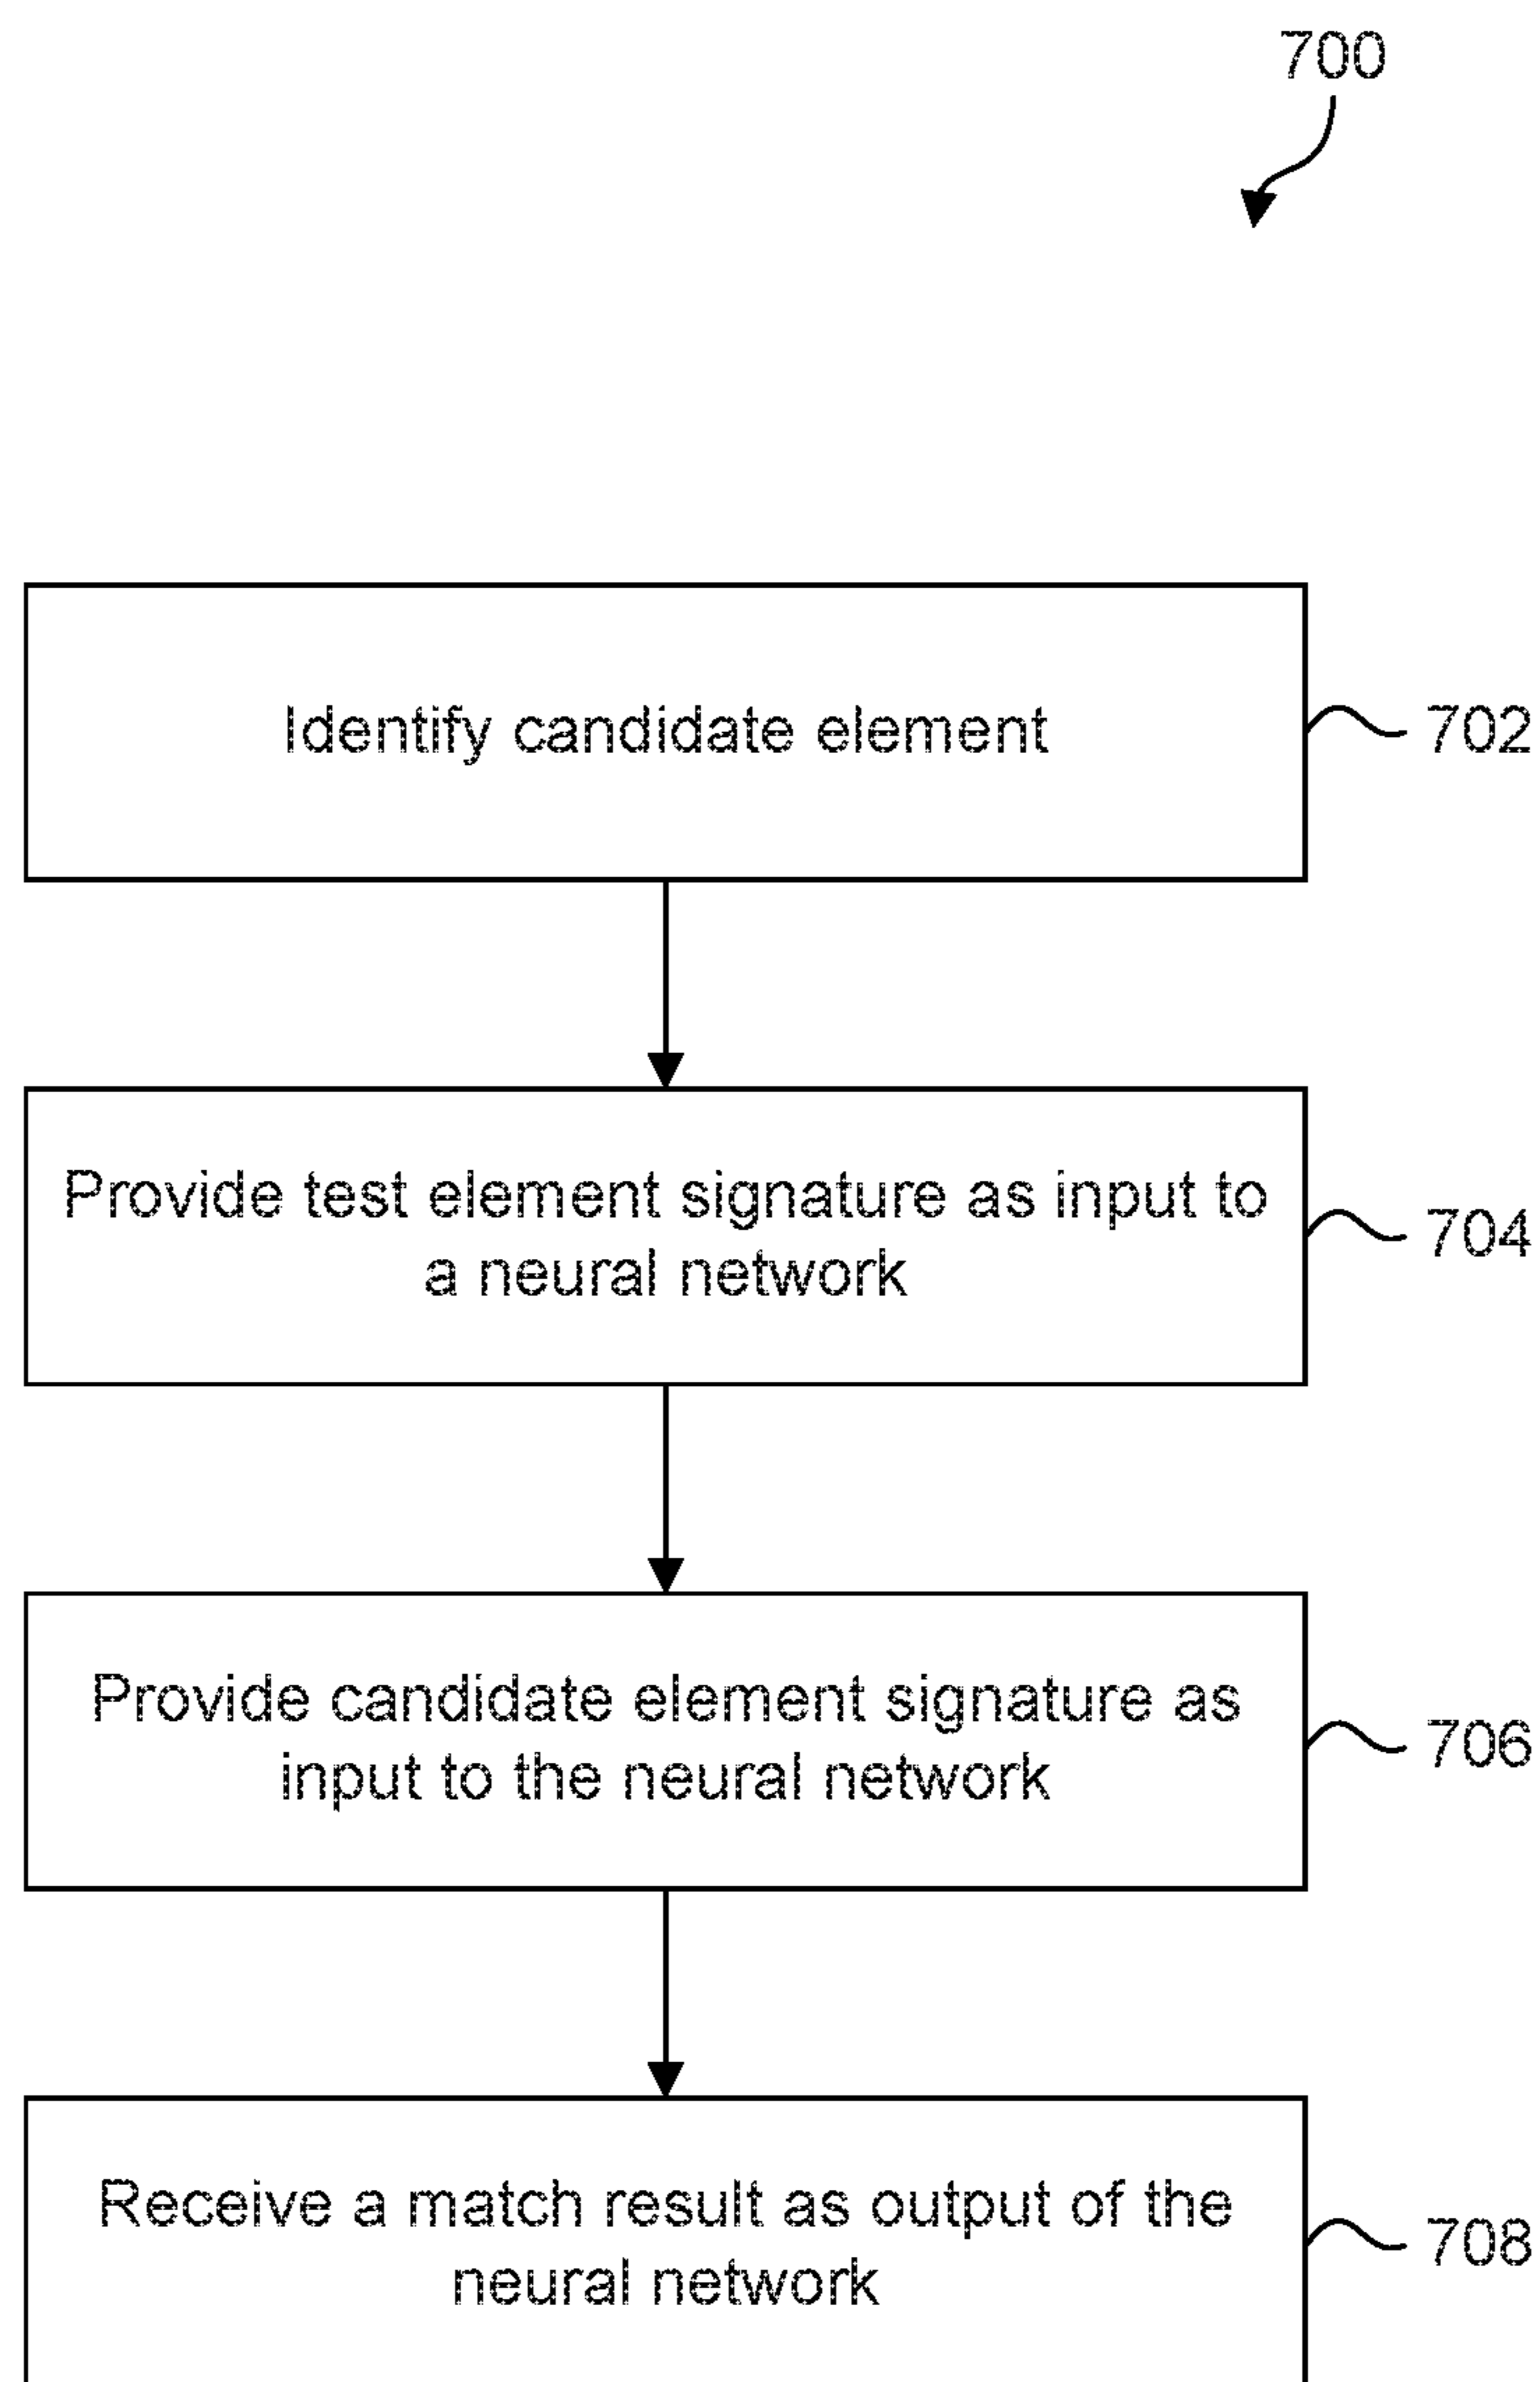 700
Identify candidate element
702
Provide test element signature as input to
a neural network
704
Provide candidate element signature as
input to the neural network
706
Receive a match result as output of the
neural network
708